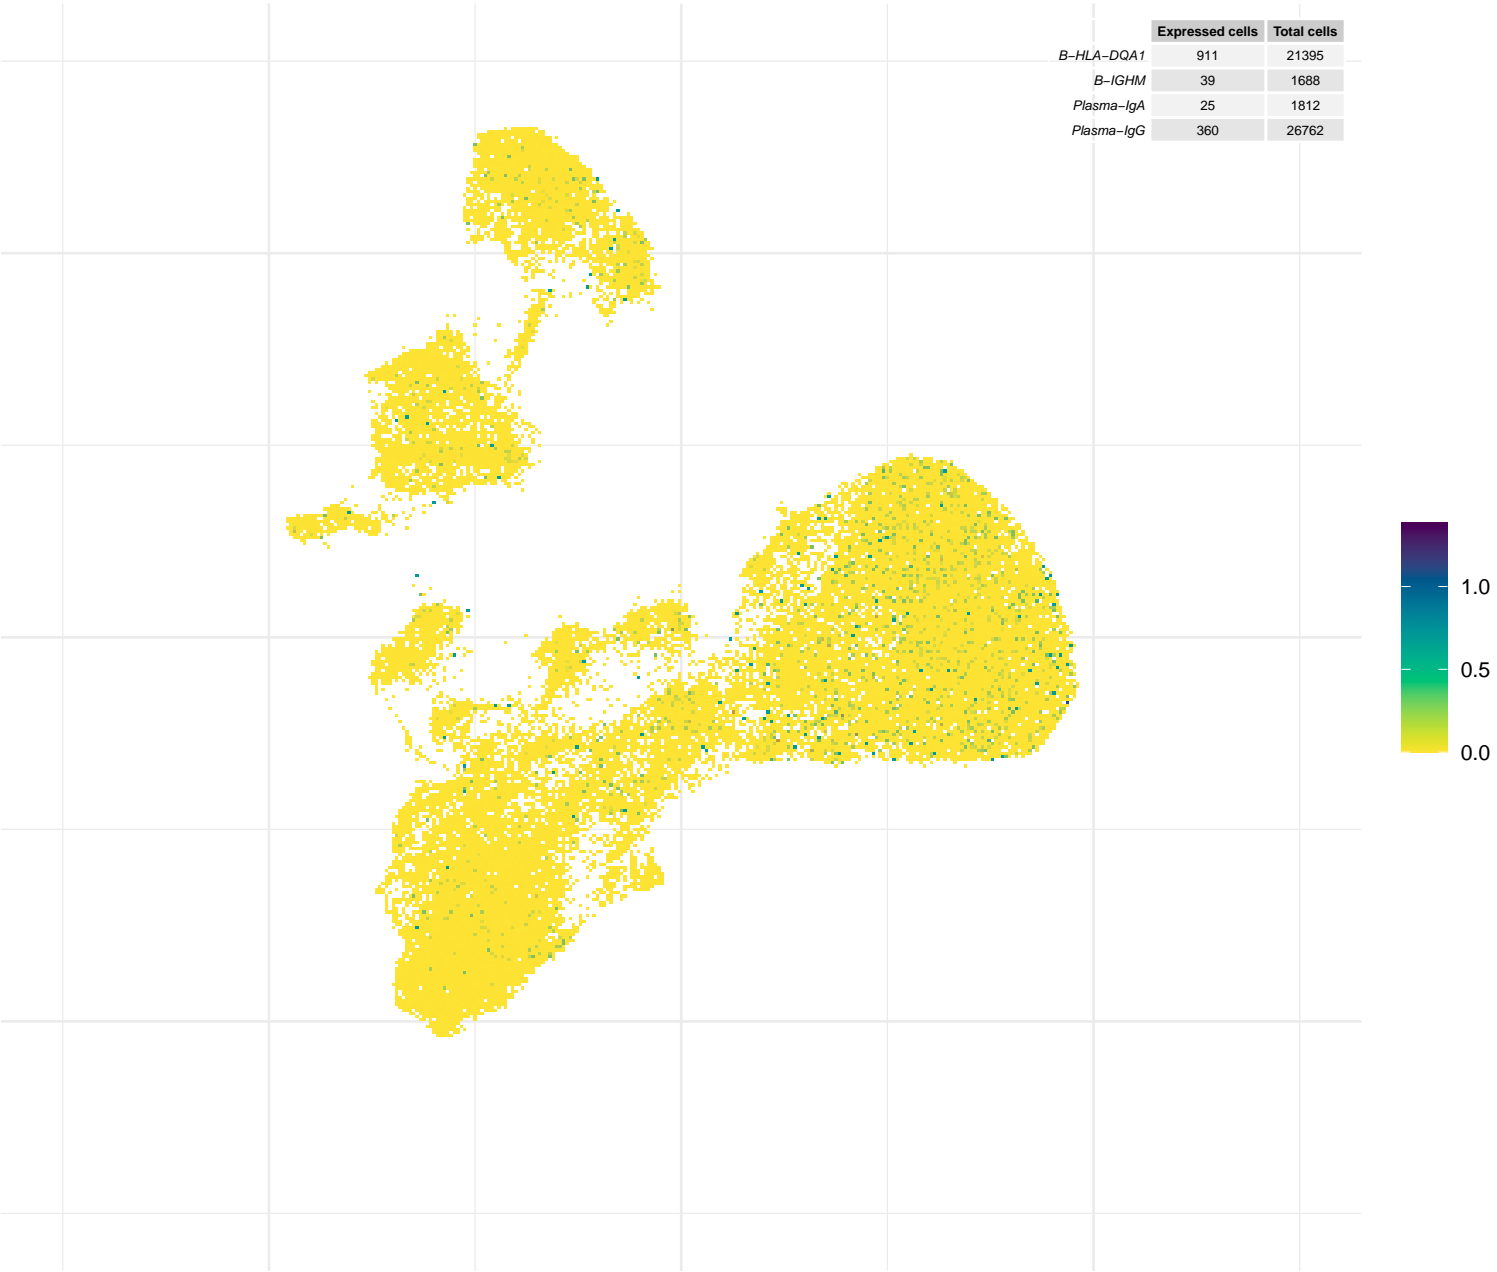 Expressed cells Total cells
B−HLA−DQA1 911 21395
B−IGHM 39 1688
Plasma−IgA 25 1812
Plasma−IgG 360 26762
1.0
0.5
0.0